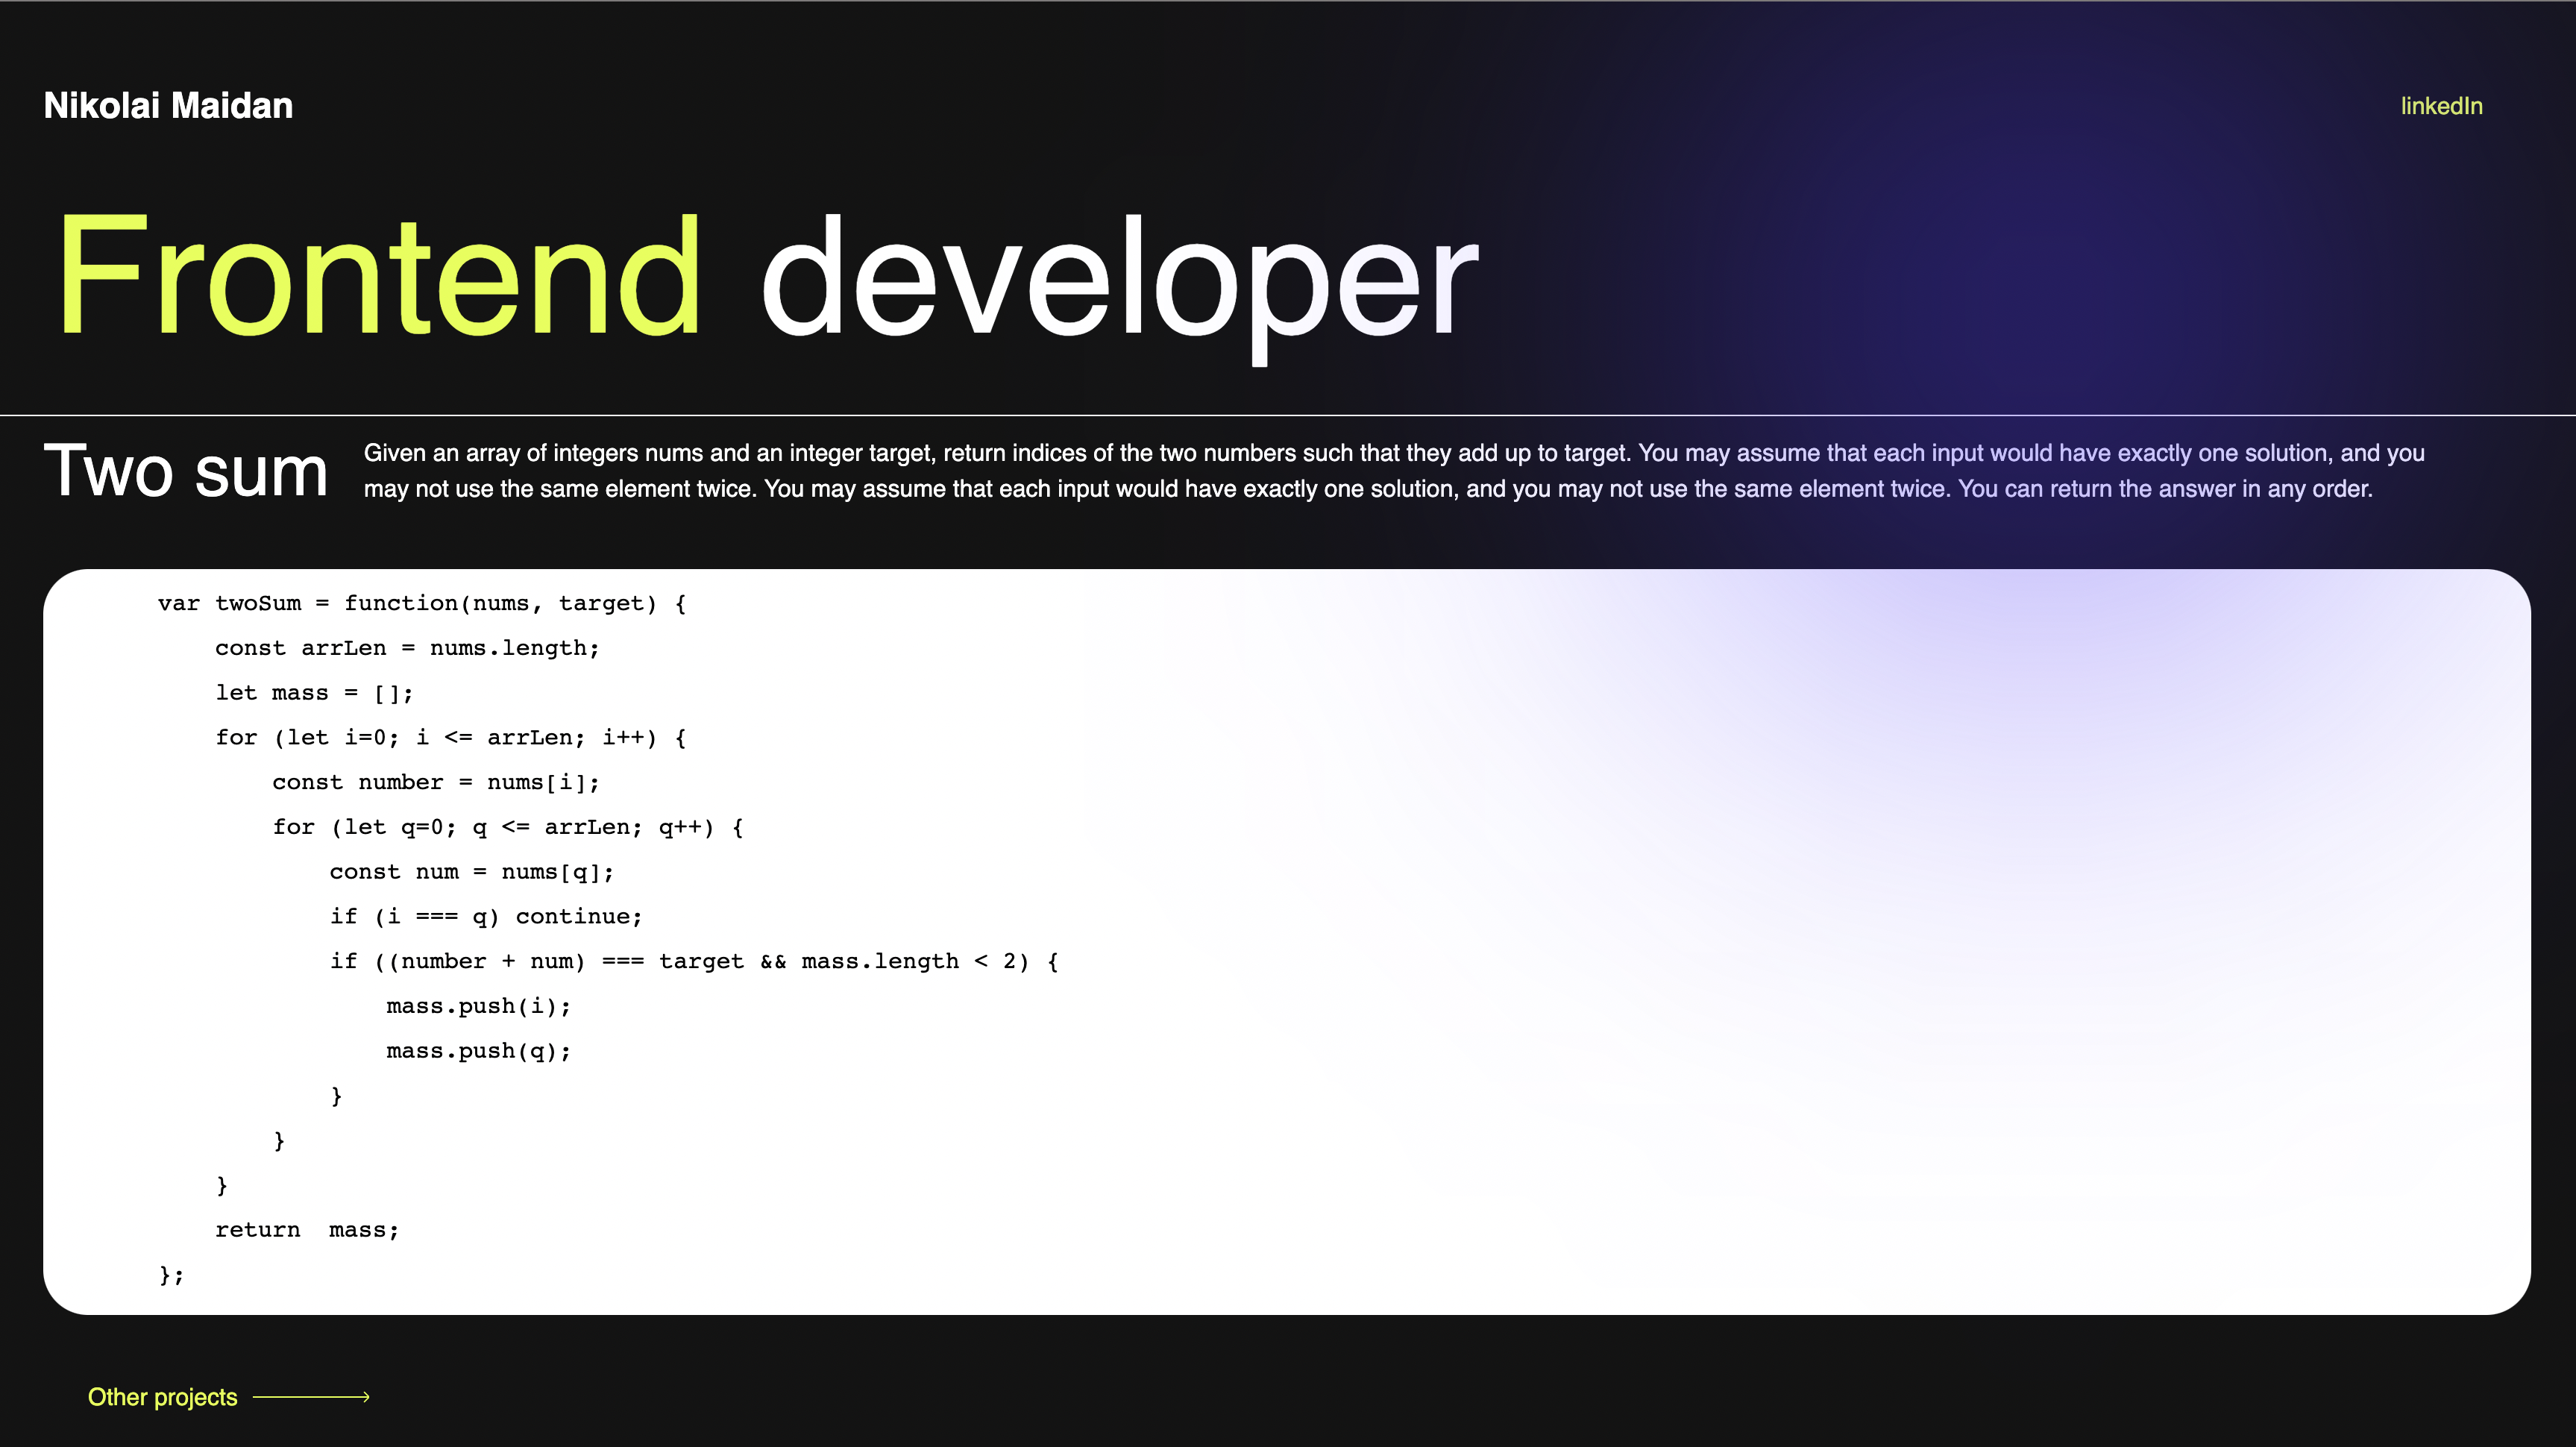 Nikolai Maidan
linkedIn
Frontend developer
Two sum
Given an array of integers nums and an integer target, return indices of the two numbers such that they add up to target. You may assume that each input would have exactly one solution, and you
may not use the same element twice. You may assume that each input would have exactly one solution, and you may not use the same element twice. You can return the answer in any order.
var twoSum = function(nums, target) {
    const arrLen = nums.length;
    let mass = [];
    for (let i=0; i <= arrLen; i++) {
        const number = nums[i];
        for (let q=0; q <= arrLen; q++) {
            const num = nums[q];
            if (i === q) continue;
            if ((number + num) === target && mass.length < 2) {
                mass.push(i);
                mass.push(q);
            }
        }
    }
    return  mass;
};
Other projects